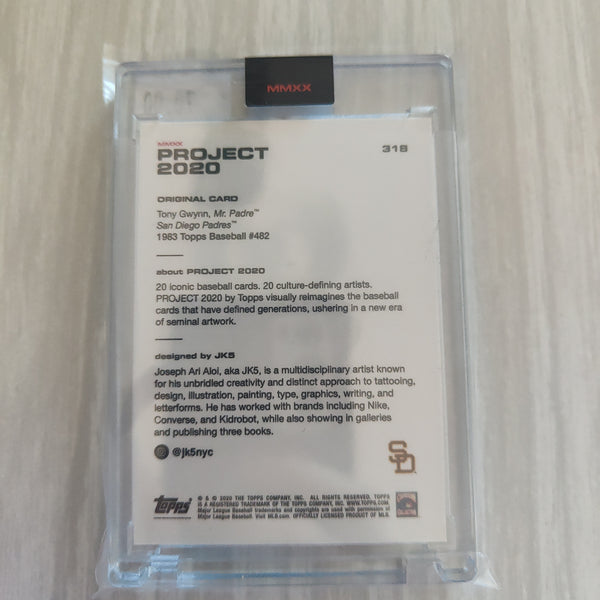 MMXX
MMXX
PROJECT
2020
318
ORIGINAL CARD
Tony Gwynn, Mr. Padre™
San Diego Padres™
1983 Topps Baseball #482
about PROJECT 2020
20 iconic baseball cards. 20 culture-defining artists.
PROJECT 2020 by Topps visually reimagines the baseball
cards that have defined generations, ushering in a new era
of seminal artwork.
designed by JK5
Joseph Ari Aloi, aka JK5, is a multidisciplinary artist known
for his unbridled creativity and distinct approach to tattooing,
design, illustration, painting, type, graphics, writing, and
letterforms. He has worked with brands including Nike,
Converse, and Kidrobot, while also showing in galleries
and publishing three books.
@jk5nyc
SD
topps
® & © 2020 THE TOPPS COMPANY, INC. ALL RIGHTS RESERVED. TOPPS
IS A REGISTERED TRADEMARK OF THE TOPPS COMPANY, INC. WWW.TOPPS.COM
Major League Baseball trademarks and copyrights are used with permission of
Major League Baseball. Visit MLB.com. OFFICIALLY LICENSED PRODUCT OF MLB.